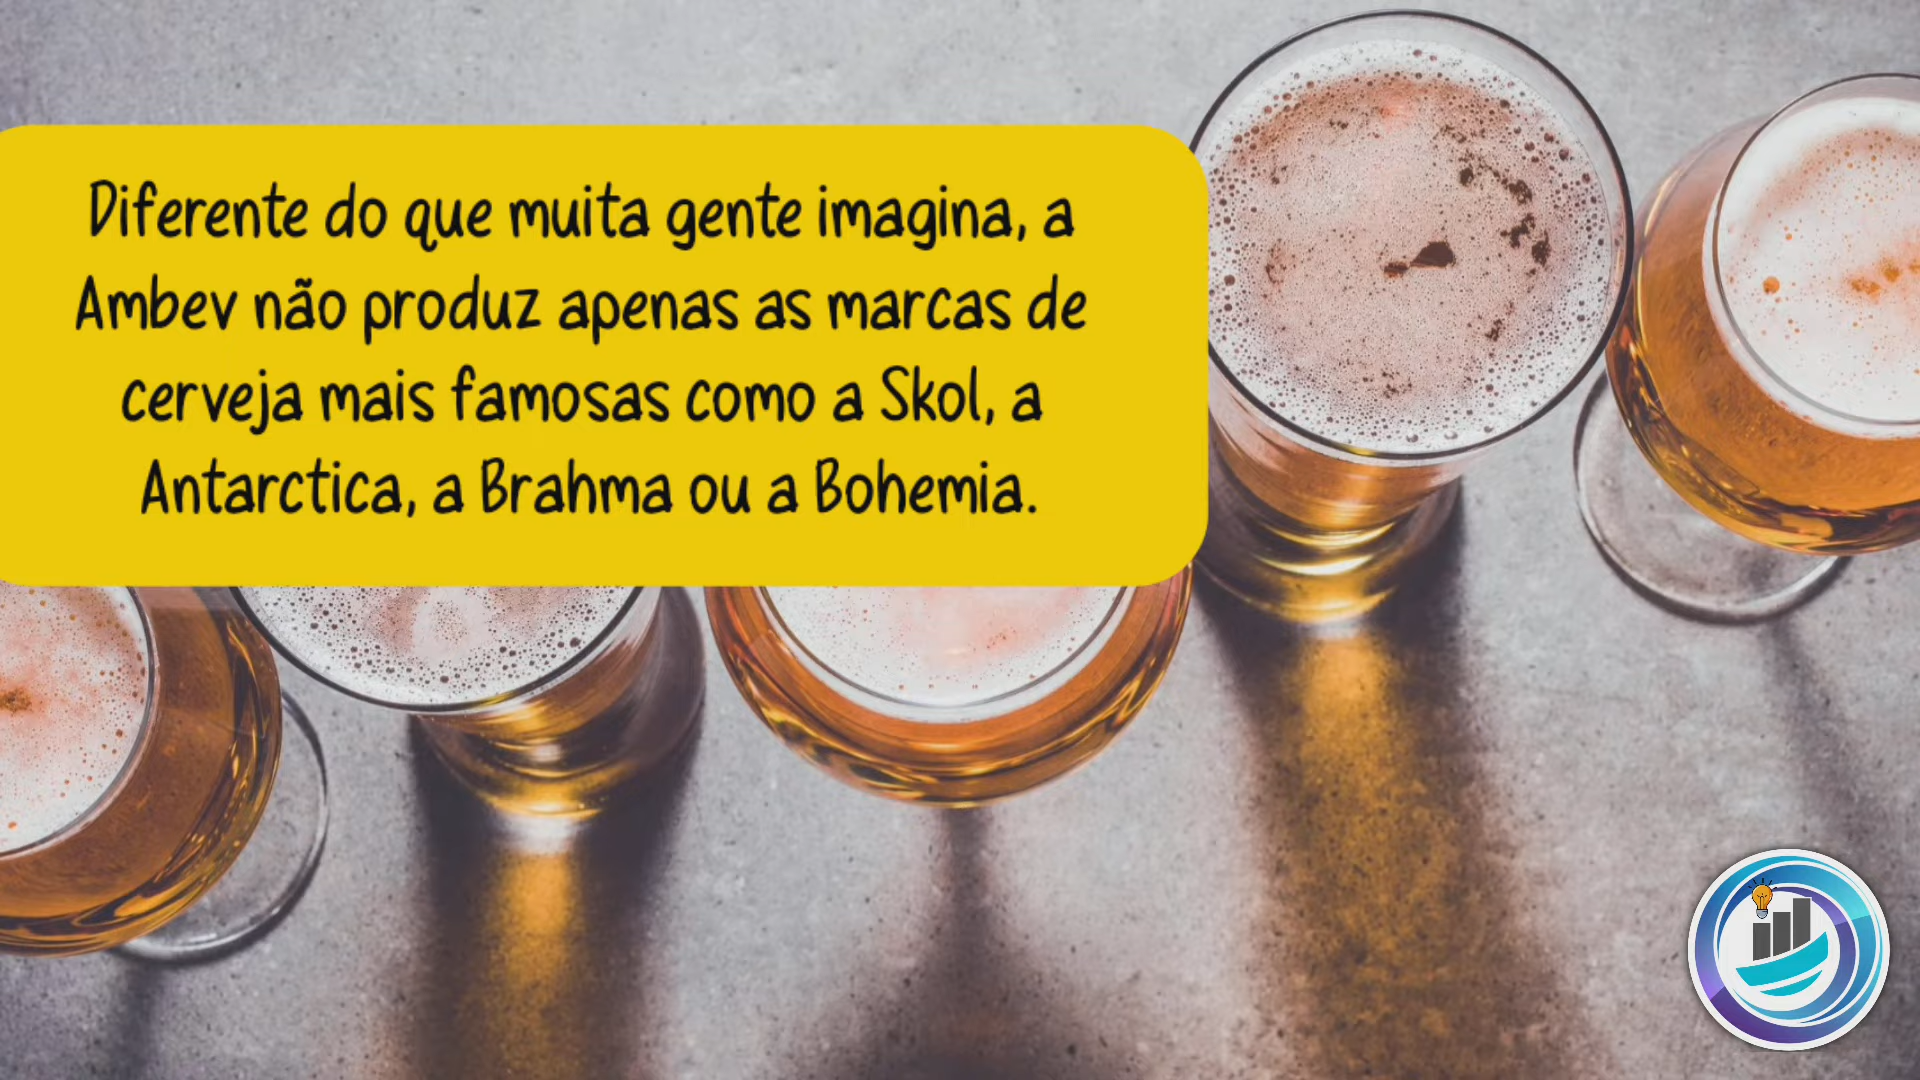 Diferente do que muita gente imagina, a
Ambev não produz apenas as marcas de
cerveja mais famosas como a Skol, a
Antarctica, a Brahma ou a Bohemia.